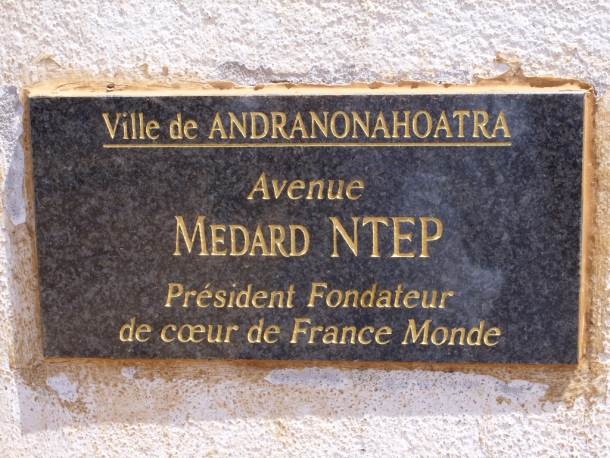 Ville de ANDRANONAHOATRA
Avenue
MEDARD NTEP
Président Fondateur
de cœur de France Monde